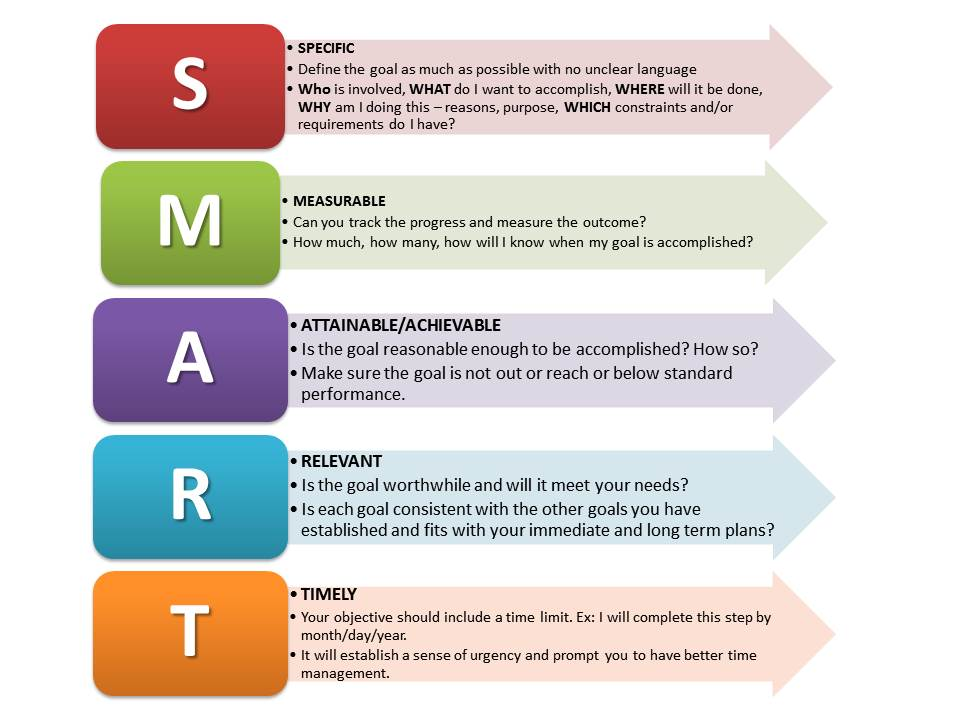 S
• SPECIFIC
• Define the goal as much as possible with no unclear language
• Who is involved, WHAT do I want to accomplish, WHERE will it be done,
WHY am I doing this – reasons, purpose, WHICH constraints and/or
requirements do I have?
M
• MEASURABLE
• Can you track the progress and measure the outcome?
• How much, how many, how will I know when my goal is accomplished?
A
• ATTAINABLE/ACHIEVABLE
• Is the goal reasonable enough to be accomplished? How so?
• Make sure the goal is not out or reach or below standard
performance.
R
• RELEVANT
• Is the goal worthwhile and will it meet your needs?
• Is each goal consistent with the other goals you have
established and fits with your immediate and long term plans?
T
• TIMELY
• Your objective should include a time limit. Ex: I will complete this step by
month/day/year.
• It will establish a sense of urgency and prompt you to have better time
management.